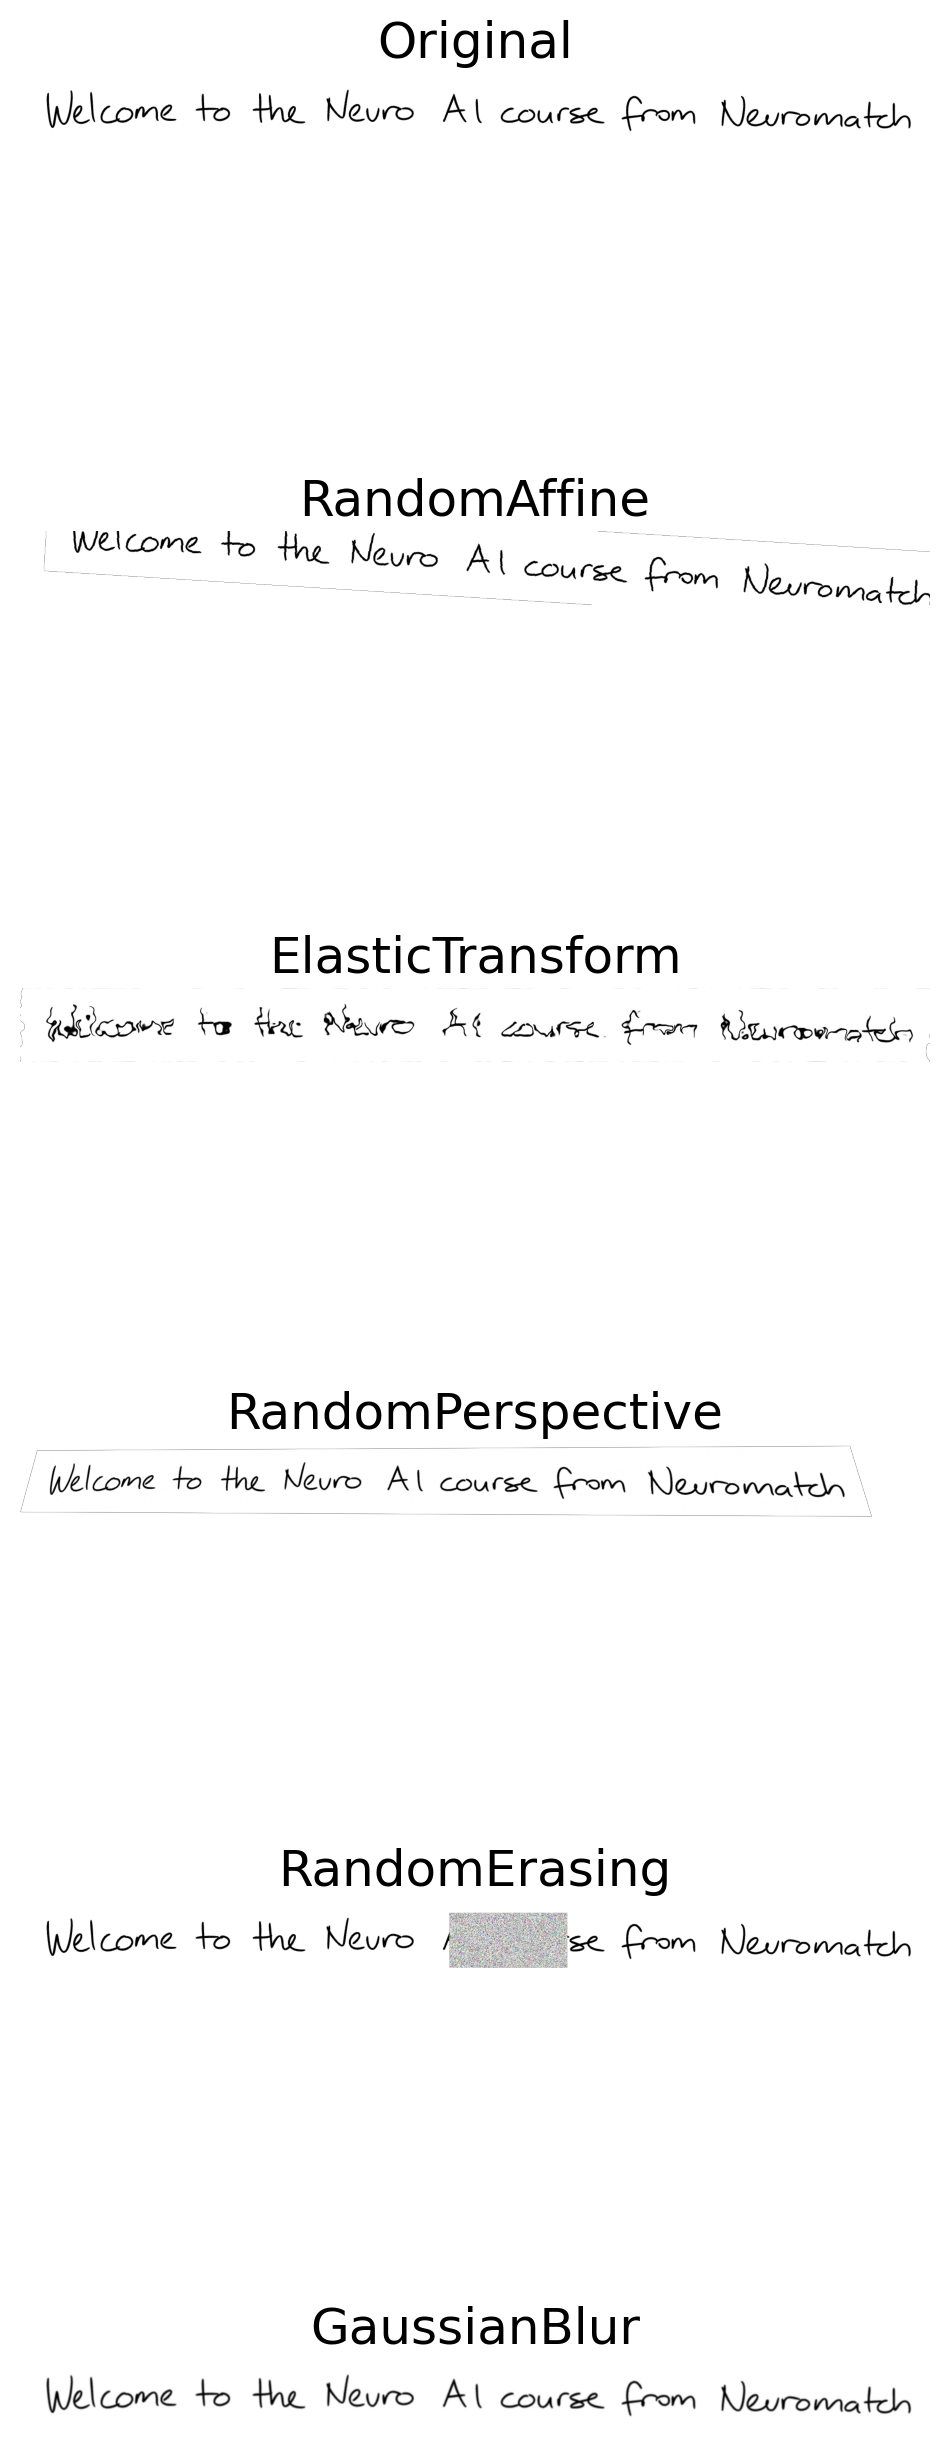 Original
Welcome to the Neuro AI course from Neuromatch
RandomAffine
Welcome to the Neuro AI course from Neuromatch
ElasticTransform
Welcome to the Neuro AI course from Neuromatch
RandomPerspective
Welcome to the Neuro AI course from Neuromatch
RandomErasing
Welcome to the Neuro se from Neuromatch
GaussianBlur
Welcome to the Neuro AI course from Neuromatch